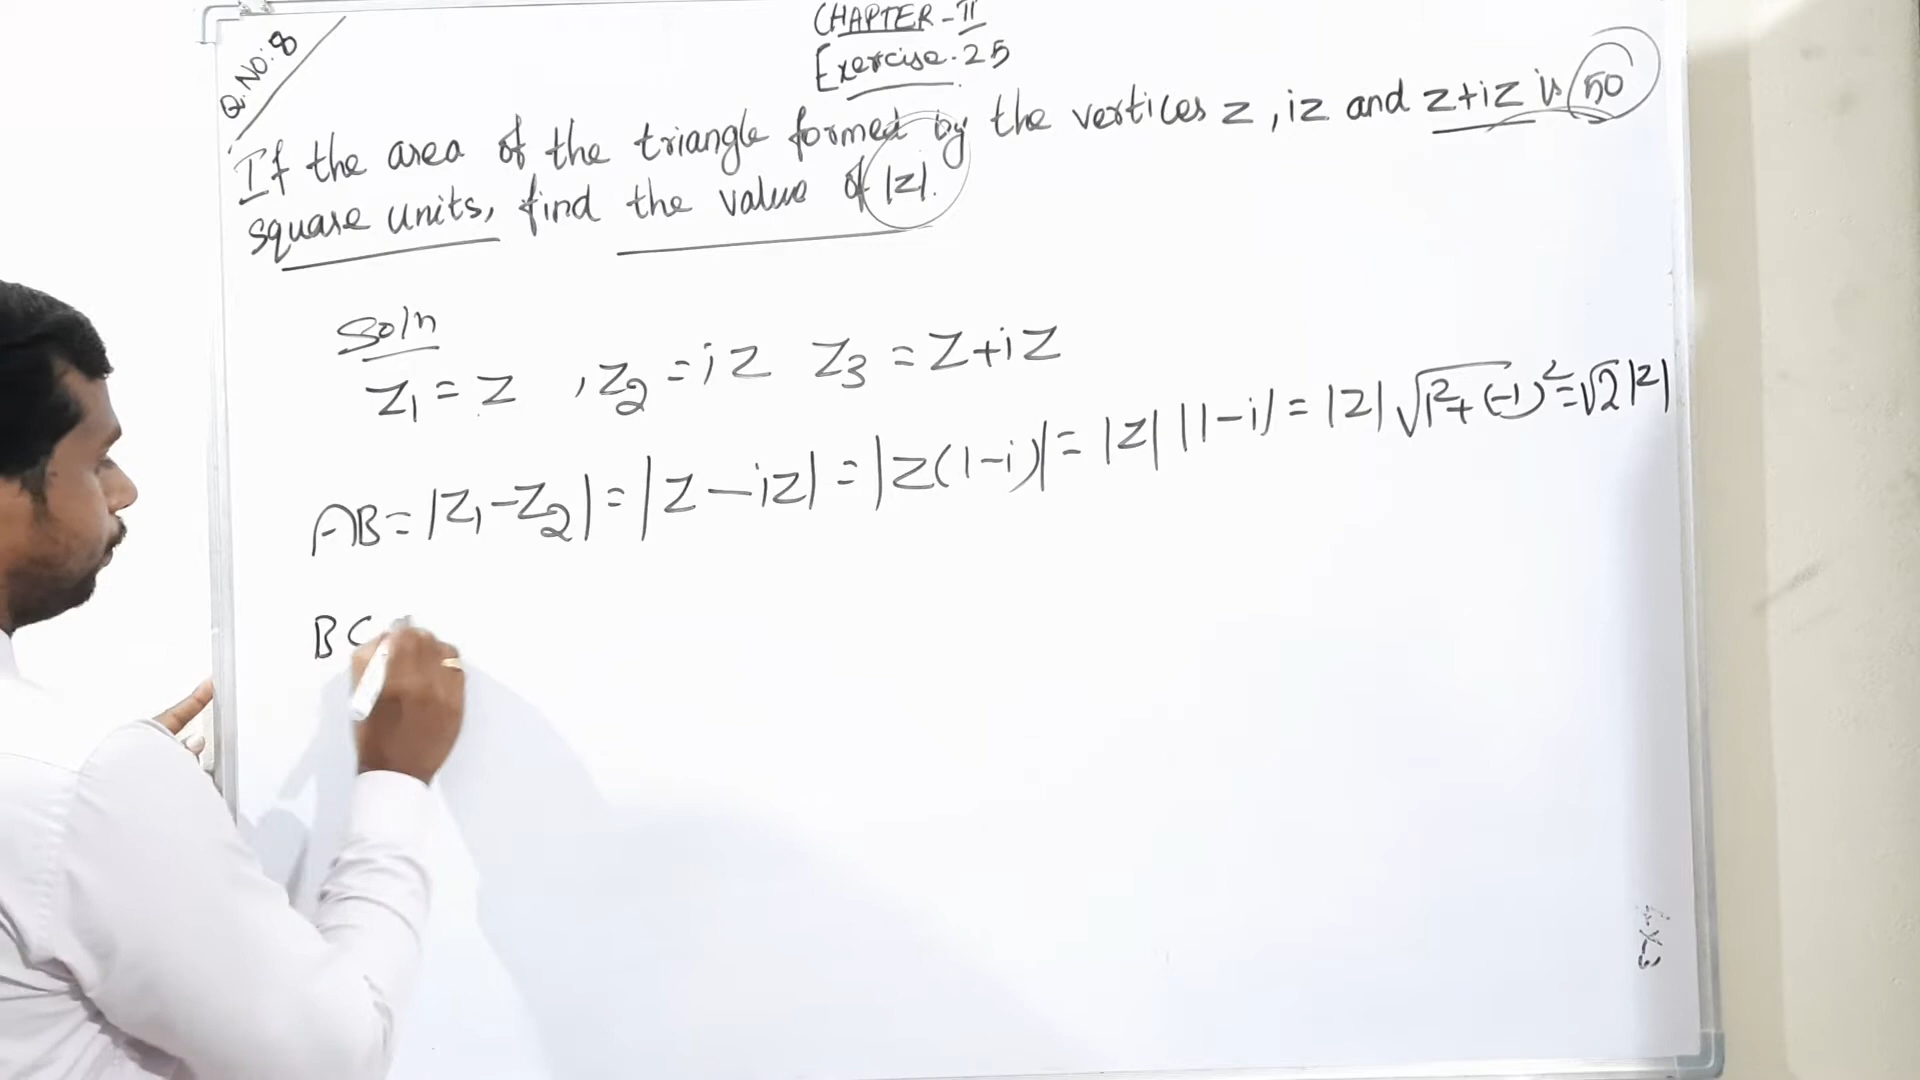 CHAPTER-II
Exercise.25
Q.No:8
If the area of the triangle formed by the vertices z, iz and z+iz is 50
square units, find the value of |z|.
Soln
Z₁ = Z , Z₂ = iZ Z₃ = Z+iZ
AB = |Z₁-Z₂| = |Z-iZ| = |Z(1-i)| = |Z| |1-i| = |Z| √1²+(-1)² = √2|Z|
BC